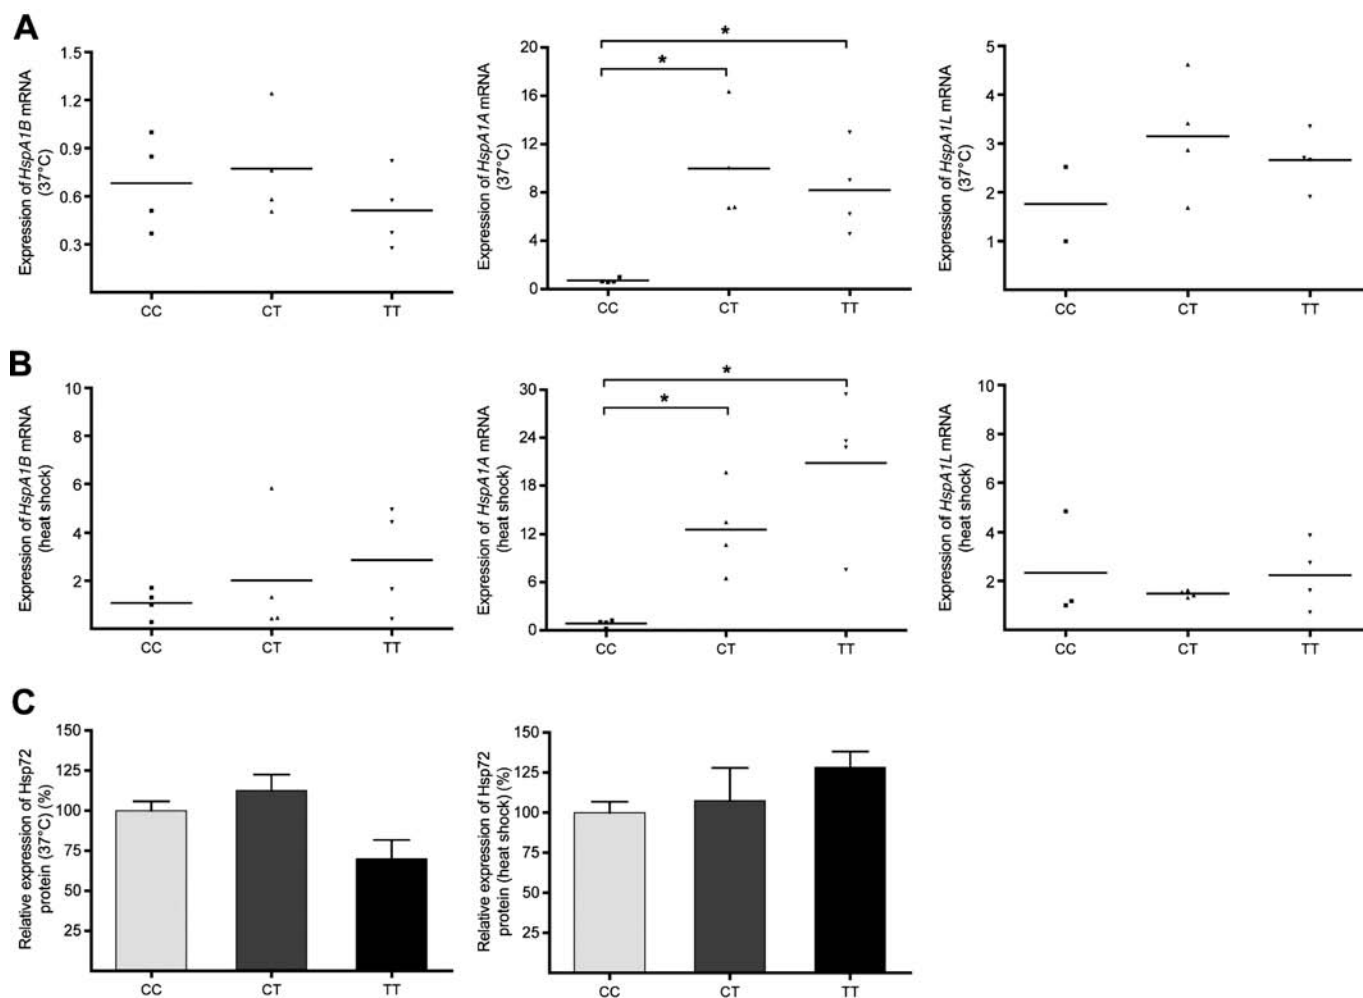 A
Expression of HspA1B mRNA
(37°C)
1.5
1.2
0.9
0.6
0.3
CC CT TT
Expression of HspA1A mRNA
(37°C)
20
16
12
8
4
0
*
*
CC CT TT
Expression of HspA1L mRNA
(37°C)
5
4
3
2
1
CC CT TT
B
Expression of HspA1B mRNA
(heat shock)
10
8
6
4
2
CC CT TT
Expression of HspA1A mRNA
(heat shock)
30
24
18
12
6
0
*
*
CC CT TT
Expression of HspA1L mRNA
(heat shock)
10
8
6
4
2
CC CT TT
C
Relative expression of Hsp72
protein (37°C) (%)
150
125
100
75
50
25
CC CT TT
Relative expression of Hsp72
protein (heat shock) (%)
150
125
100
75
50
25
CC CT TT